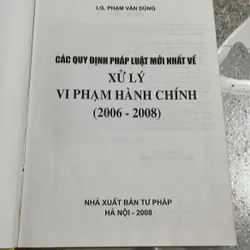 LG. PHẠM VĂN DŨNG
CÁC QUY ĐỊNH PHÁP LUẬT MỚI NHẤT VỀ
XỬ LÝ
VI PHẠM HÀNH CHÍNH
(2006 - 2008)
NHÀ XUẤT BẢN TƯ PHÁP
HÀ NỘI - 2008